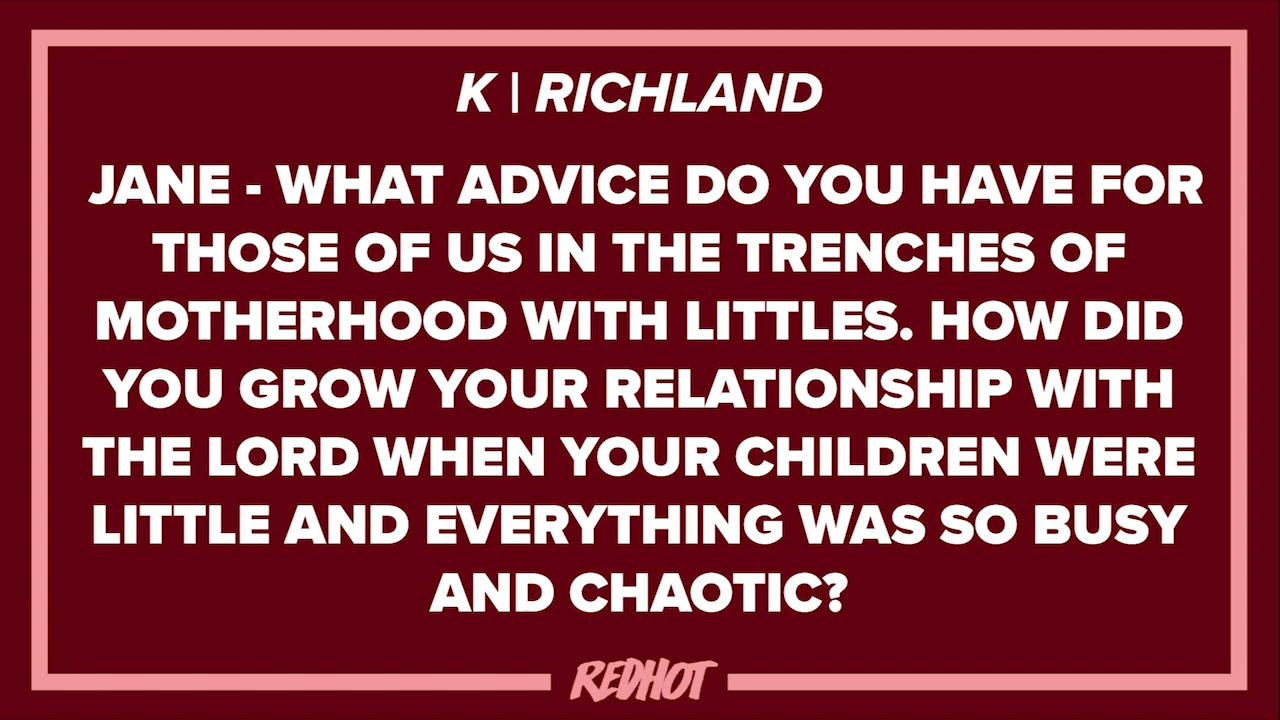 K | RICHLAND
JANE - WHAT ADVICE DO YOU HAVE FOR
THOSE OF US IN THE TRENCHES OF
MOTHERHOOD WITH LITTLES. HOW DID
YOU GROW YOUR RELATIONSHIP WITH
THE LORD WHEN YOUR CHILDREN WERE
LITTLE AND EVERYTHING WAS SO BUSY
AND CHAOTIC?
REDHOT